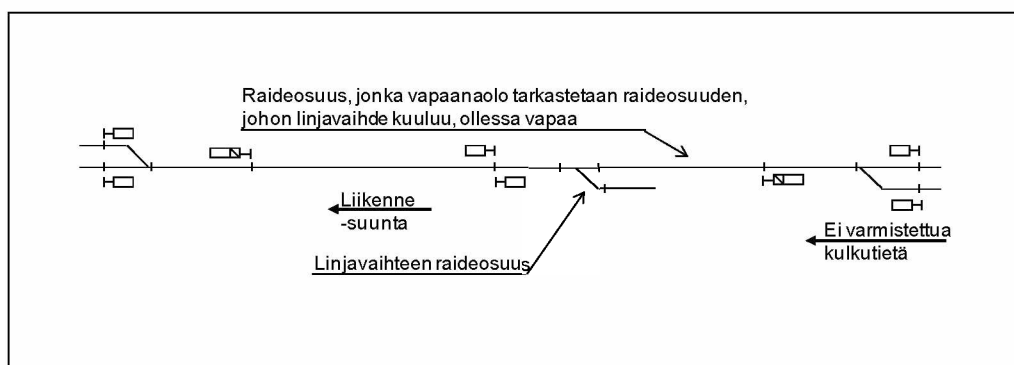 Raideosuus, jonka vapaanaolo tarkastetaan raideosuuden,
johon linjavaihde kuuluu, ollessa vapaa
Liikenne
-suunta
Ei varmistettua
kulkutietä
Linjavaihteen raideosuus